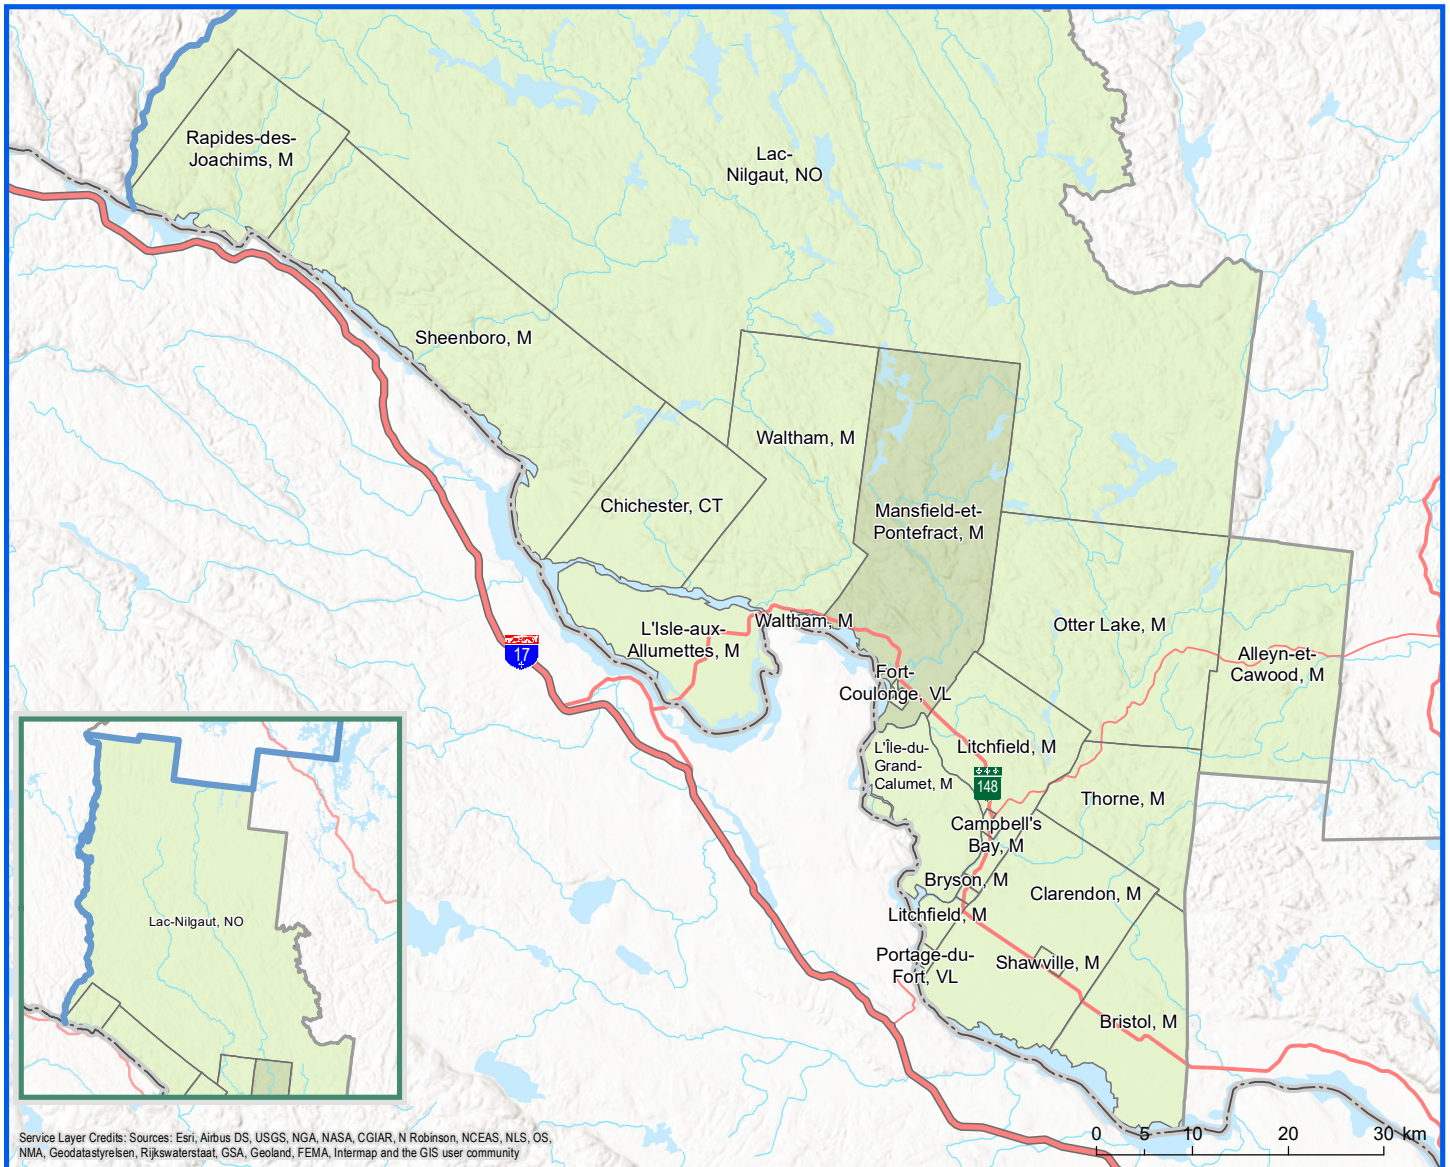 Rapides-des-
Joachims, M
Lac-
Nilgaut, NO
Sheenboro, M
Waltham, M
Chichester, CT
Mansfield-et-
Pontefract, M
L'Isle-aux-
Allumettes, M
Waltham, M
Otter Lake, M
Alleyn-et-
Cawood, M
17
Fort-
Coulonge, VL
L'Île-du-
Grand-
Calumet, M
Litchfield, M
148
Thorne, M
Campbell's
Bay, M
Bryson, M
Clarendon, M
Litchfield, M
Portage-du-
Fort, VL
Shawville, M
Bristol, M
Lac-Nilgaut, NO
0 5 10 20 30 km
Service Layer Credits: Sources: Esri, Airbus DS, USGS, NGA, NASA, CGIAR, N Robinson, NCEAS, NLS, OS,
NMA, Geodatastyrelsen, Rijkswaterstaat, GSA, Geoland, FEMA, Intermap and the GIS user community